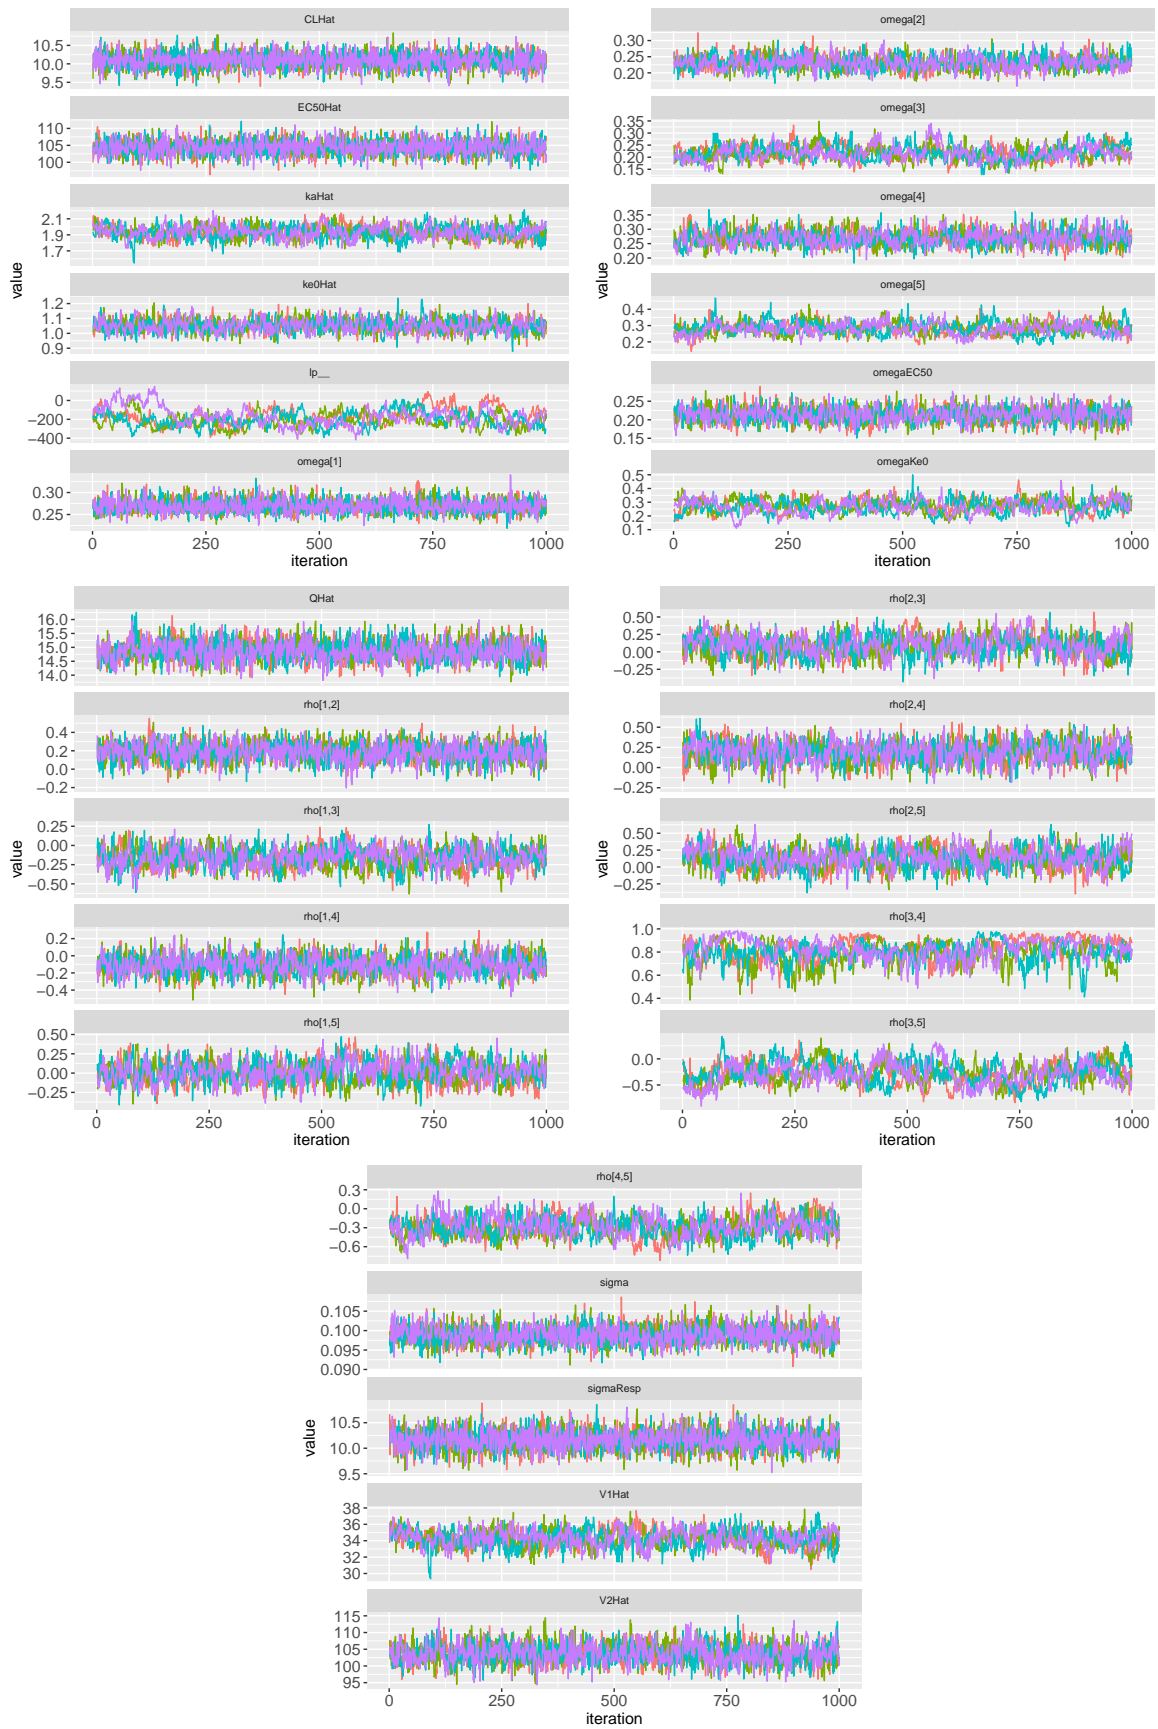 CLHat
10.5
10.0
9.5
EC50Hat
110
105
100
kaHat
2.1
1.9
1.7
ke0Hat
1.2
1.1
1.0
0.9
lp__
0
−200
−400
omega[1]
0.30
0.25
0 250 500 750 1000
iteration
value
omega[2]
0.30
0.25
0.20
omega[3]
0.35
0.30
0.25
0.20
0.15
omega[4]
0.35
0.30
0.25
0.20
omega[5]
0.4
0.3
0.2
omegaEC50
0.25
0.20
0.15
omegaKe0
0.5
0.4
0.3
0.2
0.1
0 250 500 750 1000
iteration
value
QHat
16.0
15.5
15.0
14.5
14.0
rho[1,2]
0.4
0.2
0.0
−0.2
rho[1,3]
0.25
0.00
−0.25
−0.50
rho[1,4]
0.2
0.0
−0.2
−0.4
rho[1,5]
0.50
0.25
0.00
−0.25
0 250 500 750 1000
iteration
value
rho[2,3]
0.50
0.25
0.00
−0.25
rho[2,4]
0.50
0.25
0.00
−0.25
rho[2,5]
0.50
0.25
0.00
−0.25
rho[3,4]
1.0
0.8
0.6
0.4
rho[3,5]
0.0
−0.5
0 250 500 750 1000
iteration
value
rho[4,5]
0.3
0.0
−0.3
−0.6
sigma
0.105
0.100
0.095
0.090
sigmaResp
10.5
10.0
9.5
V1Hat
38
36
34
32
30
V2Hat
115
110
105
100
95
0 250 500 750 1000
iteration
value